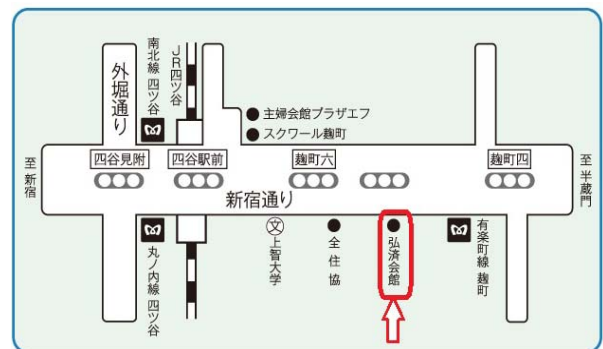 外堀通り
南北線 四ツ谷
JR四ツ谷
主婦会館プラザエフ
スクワール麹町
至新宿
四谷見附
四谷駅前
麹町六
麹町四
至半蔵門
新宿通り
丸ノ内線 四ツ谷
文
上智大学
全住協
弘済会館
有楽町線 麹町